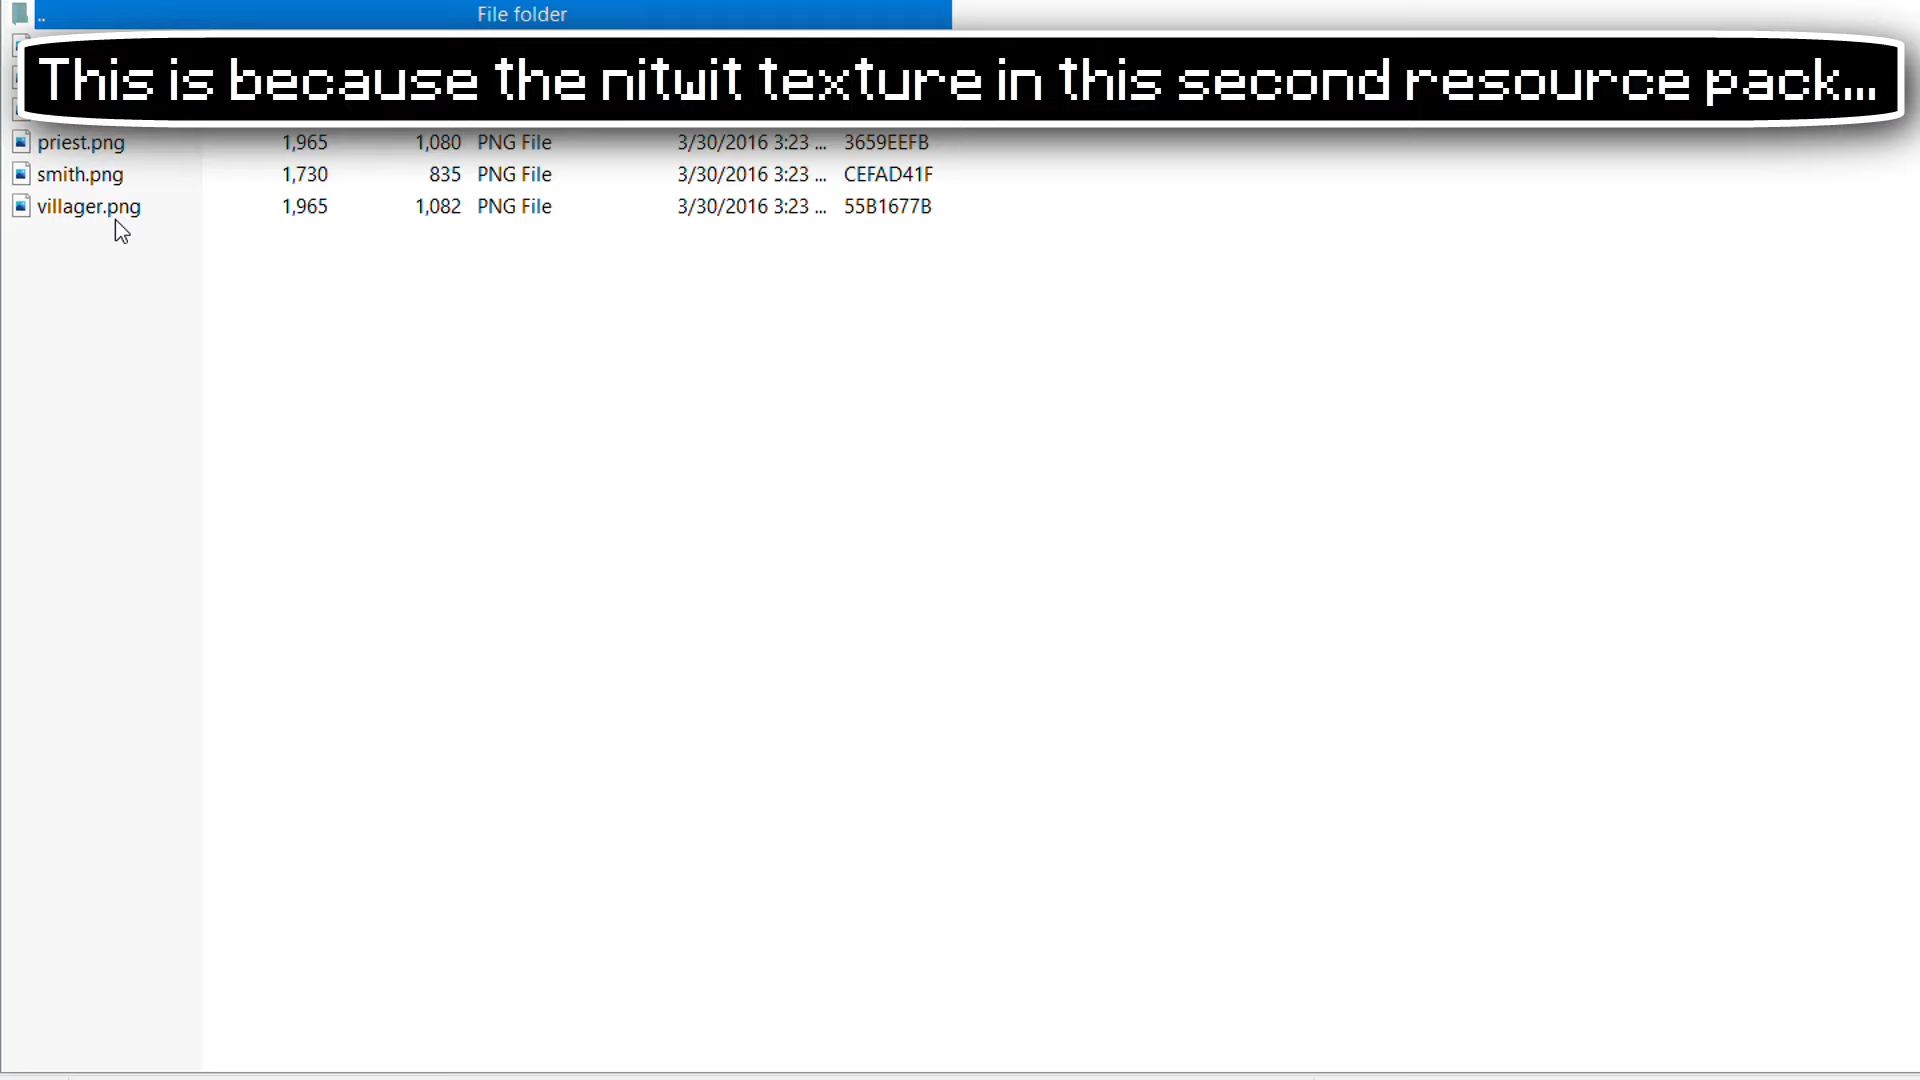 .. File folder
This is because the nitwit texture in this second resource pack...
priest.png 1,965 1,080 PNG File 3/30/2016 3:23 ... 3659EEFB
smith.png 1,730 835 PNG File 3/30/2016 3:23 ... CEFAD41F
villager.png 1,965 1,082 PNG File 3/30/2016 3:23 ... 55B1677B